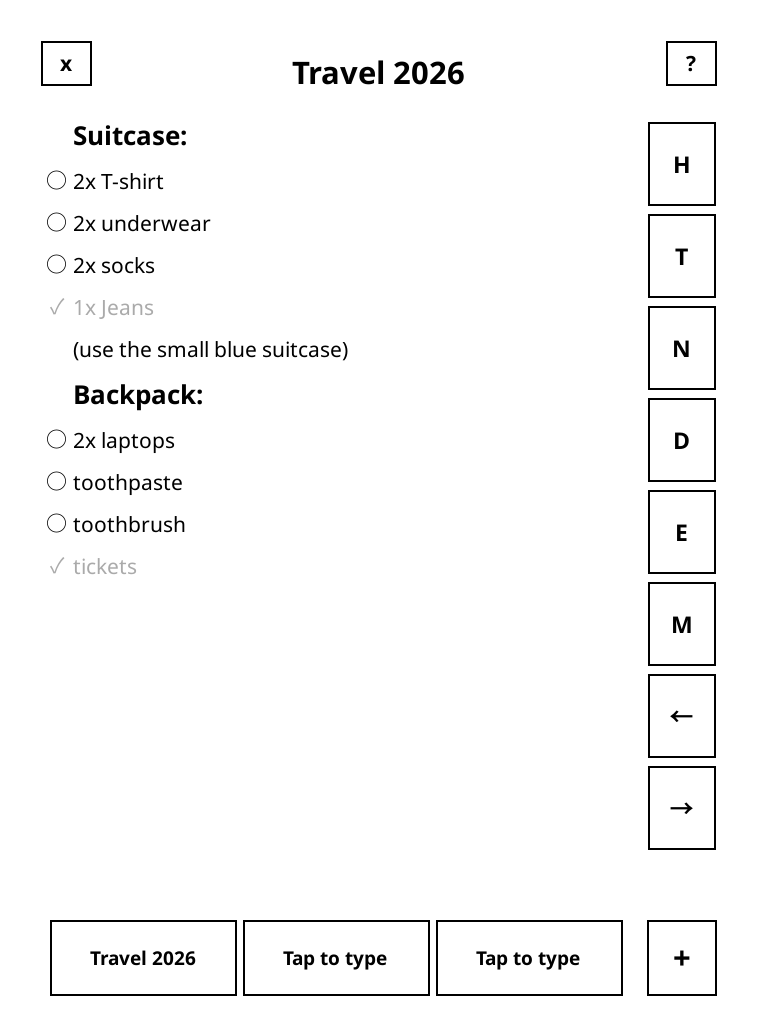 x
Travel 2026
?
Suitcase:
2x T-shirt
2x underwear
2x socks
✓ 1x Jeans
(use the small blue suitcase)
Backpack:
2x laptops
toothpaste
toothbrush
✓ tickets
H
T
N
D
E
M
←
→
Travel 2026
Tap to type
Tap to type
+